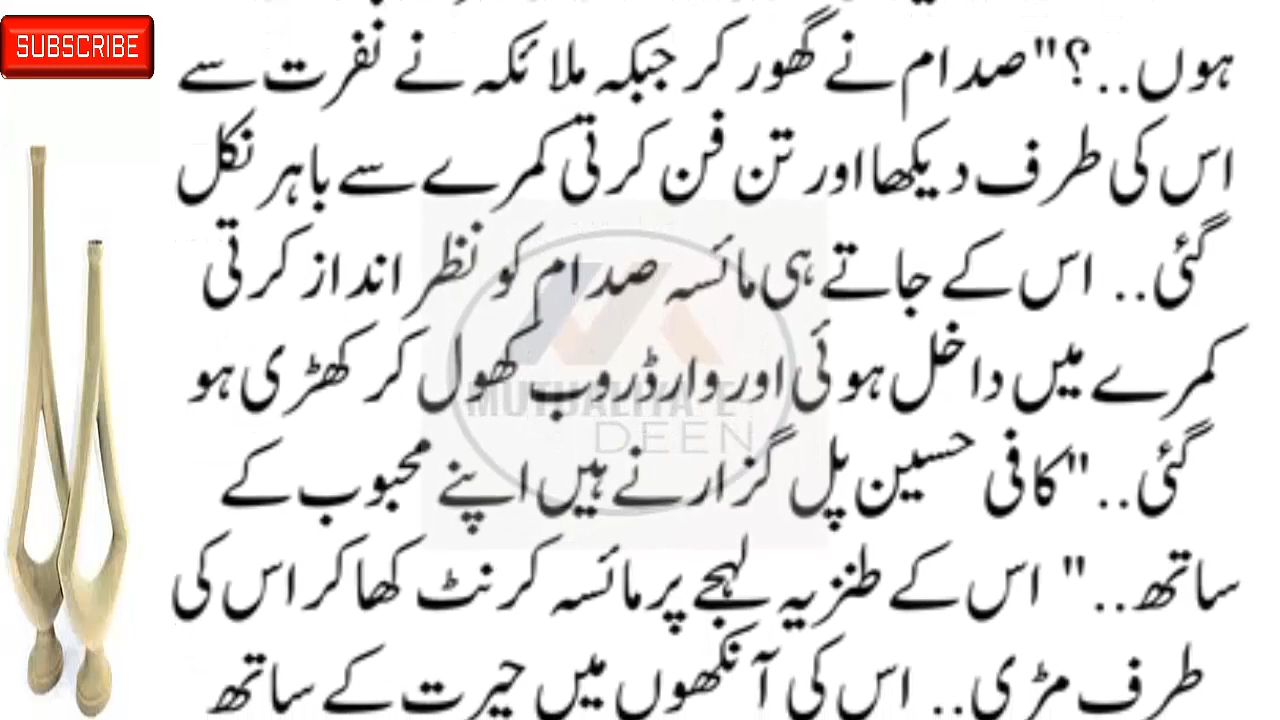 SUBSCRIBE
ہوں..؟" صدام نے گھور کر جبکہ ملائکہ نے نفرت سے
اس کی طرف دیکھا اور تن فن کرتی کمرے سے باہر نکل
گئی.. اس کے جاتے ہی مائسہ صدام کو نظر انداز کرتی
کمرے میں داخل ہوئی اور وارڈروب کھول کر کھڑی ہو
گئی.. "کافی حسین پل گزارنے ہیں اپنے محبوب کے
ساتھ.." اس کے طنزیہ لہجے پر مائسہ کرنٹ کھا کر اس کی
طرف مڑی.. اس کی آنکھوں میں حیرت کے ساتھ
MUTUALIYA E
DEEN